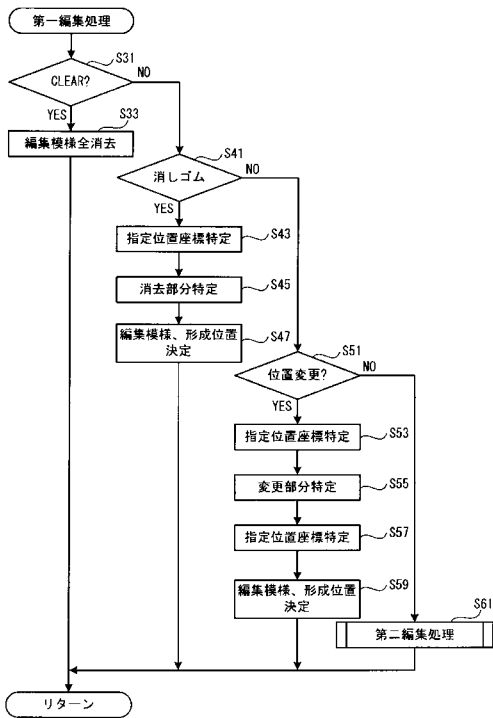 第一編集処理
S31
CLEAR?
NO
YES
S33
編集模様全消去
S41
消しゴム
NO
YES
指定位置座標特定
S43
消去部分特定
S45
編集模様、形成位置
決定
S47
S51
位置変更?
NO
YES
指定位置座標特定
S53
変更部分特定
S55
指定位置座標特定
S57
編集模様、形成位置
決定
S59
S61
第二編集処理
リターン